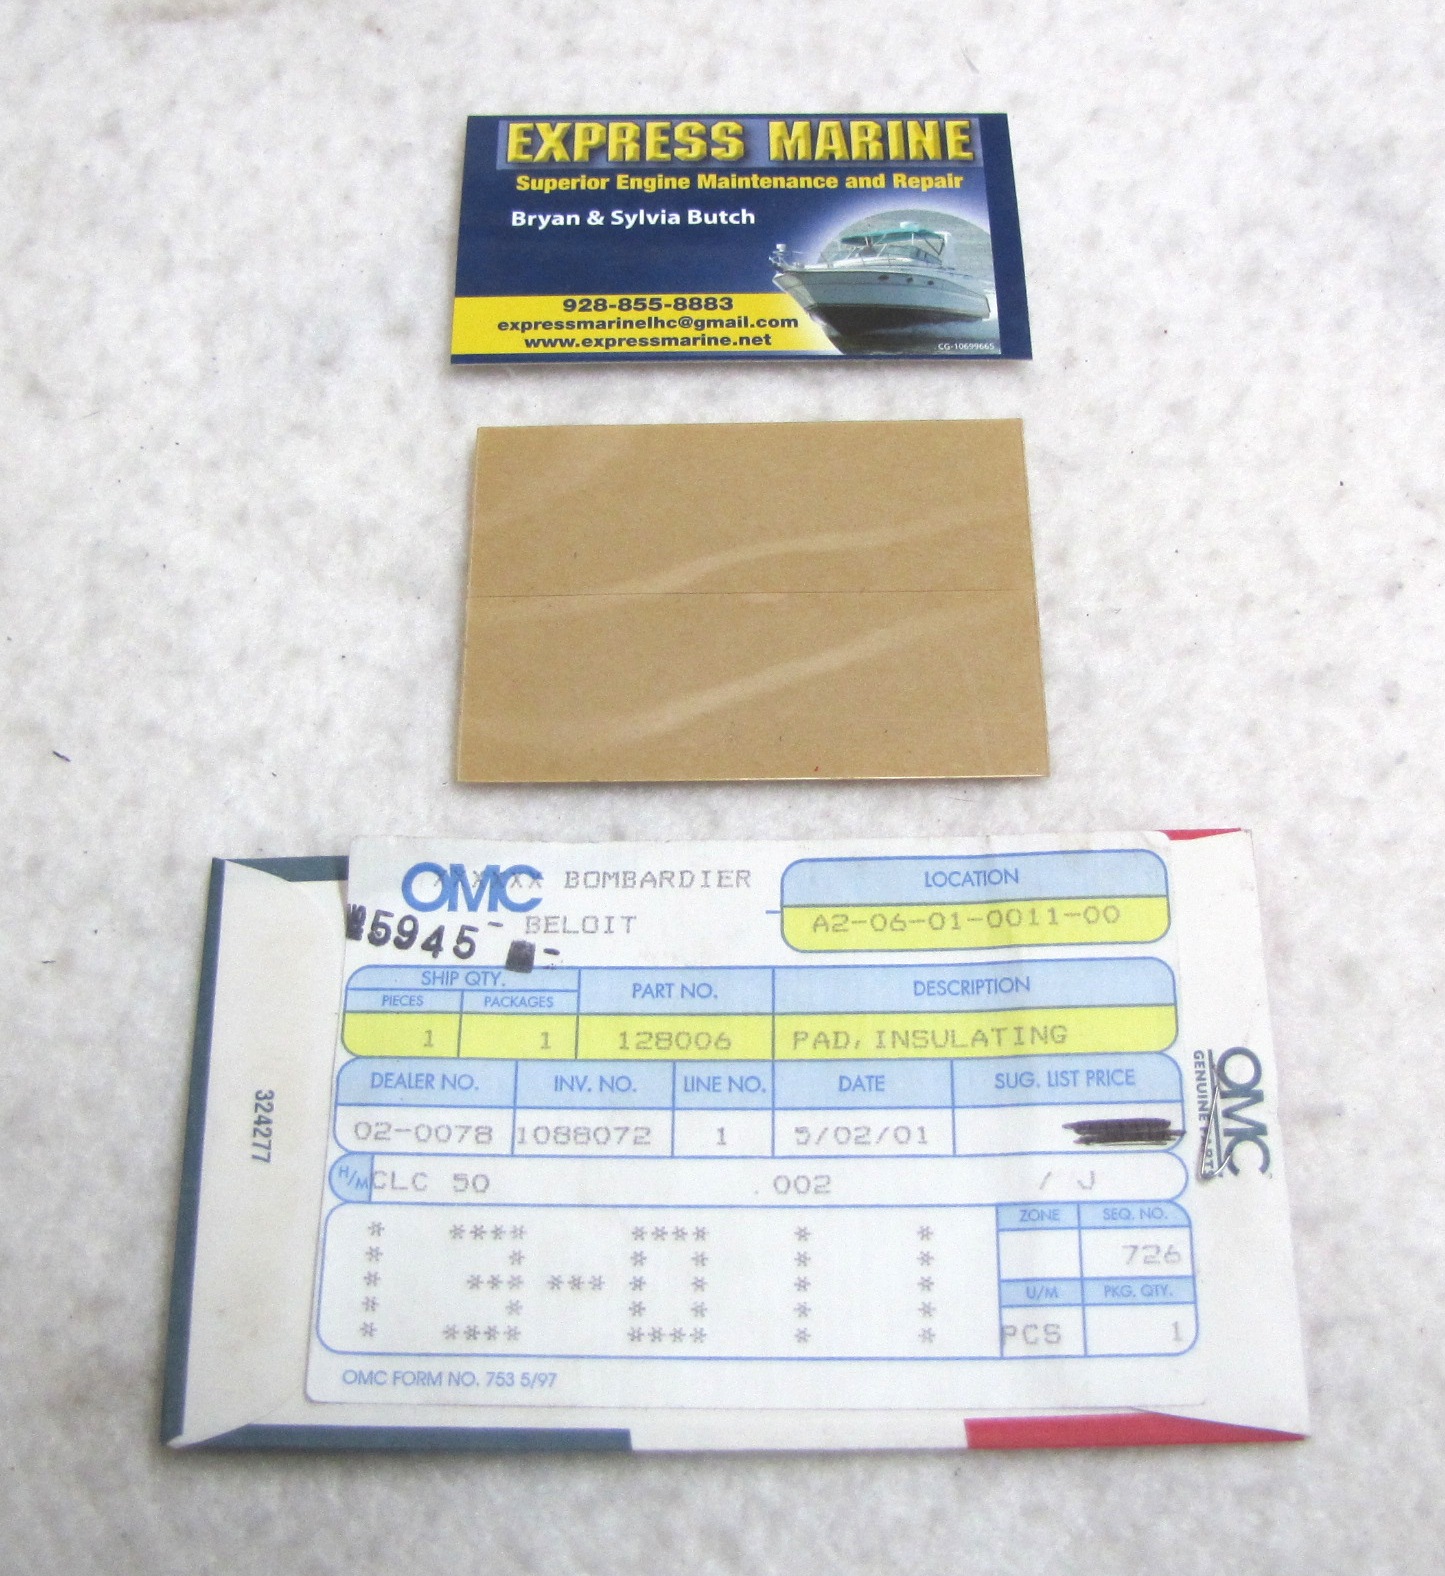 EXPRESS MARINE
Superior Engine Maintenance and Repair
Bryan & Sylvia Butch
928-855-8883
expressmarinelhc@gmail.com
www.expressmarine.net
CG-10699665
OMC BOMBARDIER
BELOIT
5945 -
LOCATION
A2-06-01-0011-00
SHIP QTY.
PIECES PACKAGES PART NO. DESCRIPTION
1 1 128006 PAD, INSULATING
DEALER NO. INV. NO. LINE NO. DATE SUG. LIST PRICE
02-0078 1088072 1 5/02/01
H/M CLC 50 .002 / J
* **** **** * *
* * * * * *
* *** *** * * * *
* * * * * *
* **** **** * *
ZONE SEQ. NO.
726
U/M PKG. QTY.
PCS 1
OMC FORM NO. 753 5/97
324277
OMC
GENUINE PARTS